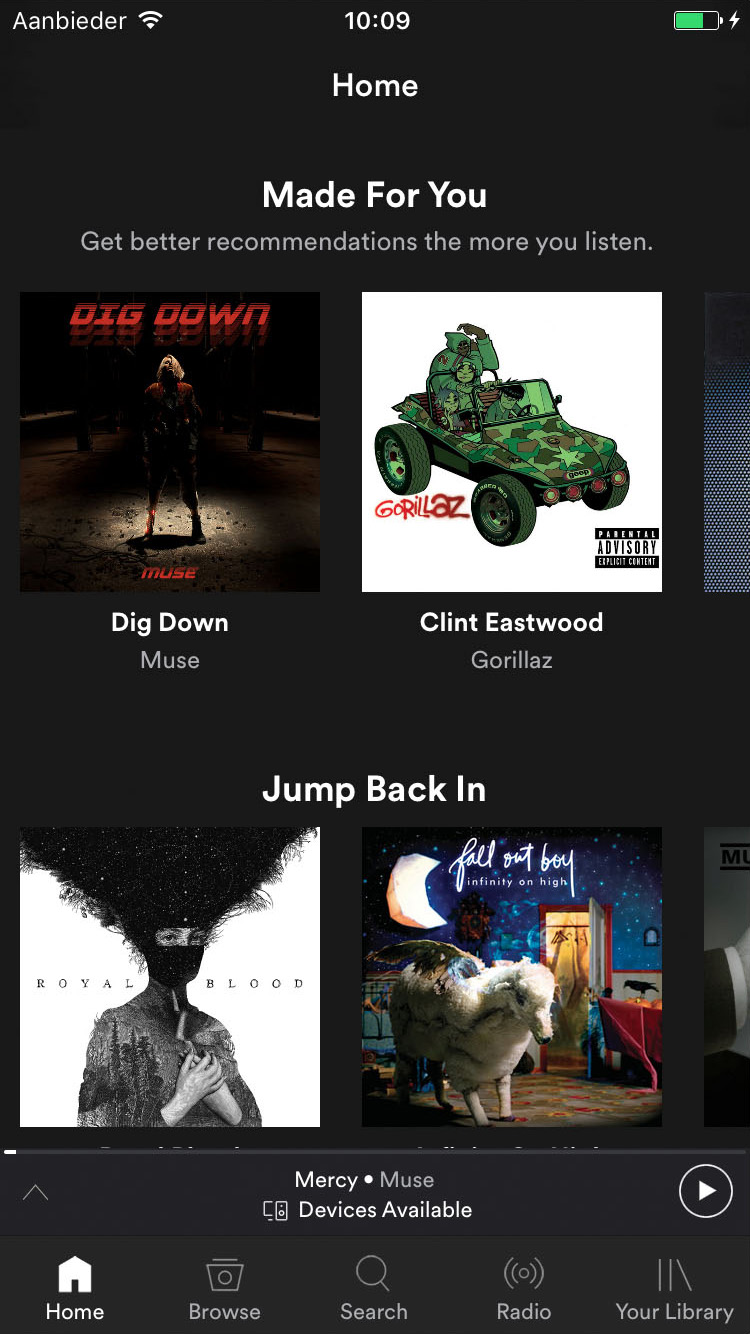 Aanbieder 10:09
Home
Made For You
Get better recommendations the more you listen.
DIG DOWN
MUSE
GORILLAZ
PARENTAL
ADVISORY
EXPLICIT CONTENT
Dig Down
Muse
Clint Eastwood
Gorillaz
Jump Back In
ROYAL BLOOD
fall out boy
infinity on high
MU
Mercy • Muse
Devices Available
Home Browse Search Radio Your Library